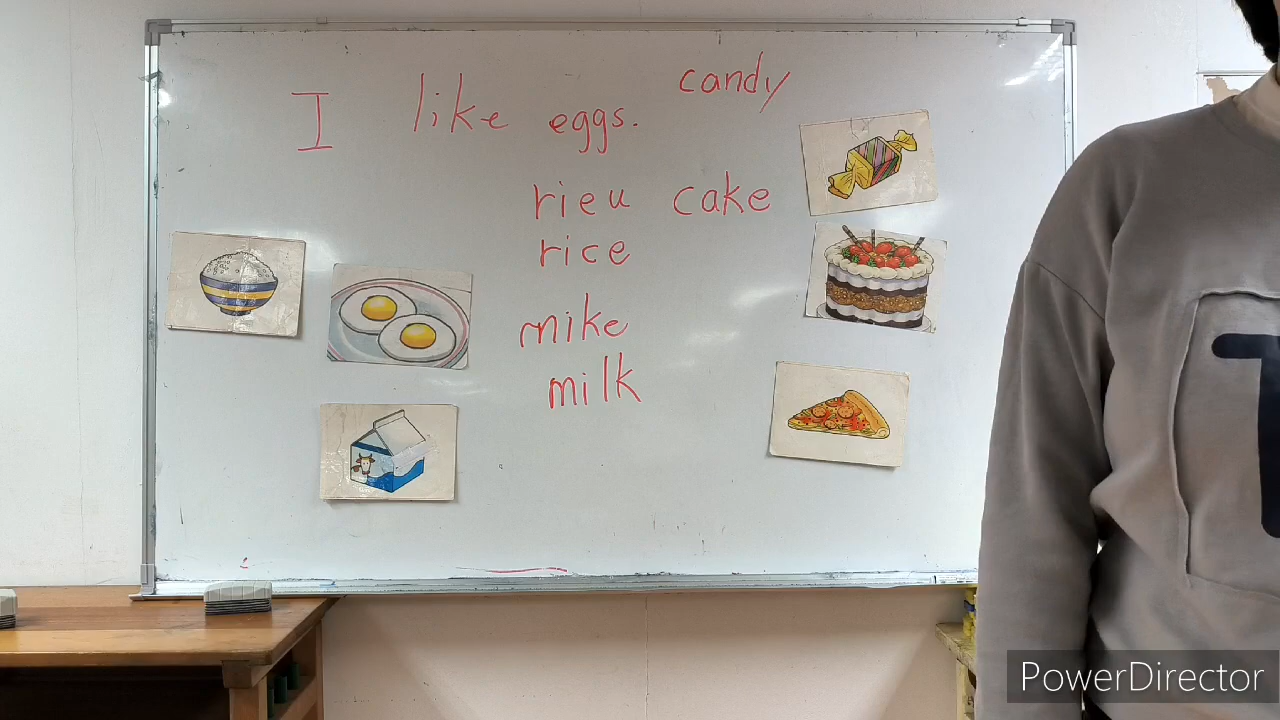 candy
I like eggs.
rieu cake
rice
mike
milk
PowerDirector